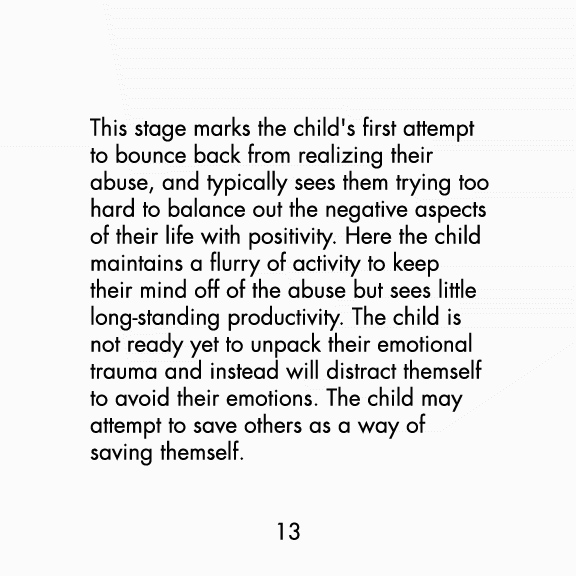 This stage marks the child's first attempt
to bounce back from realizing their
abuse, and typically sees them trying too
hard to balance out the negative aspects
of their life with positivity. Here the child
maintains a flurry of activity to keep
their mind off of the abuse but sees little
long-standing productivity. The child is
not ready yet to unpack their emotional
trauma and instead will distract themself
to avoid their emotions. The child may
attempt to save others as a way of
saving themself.
13